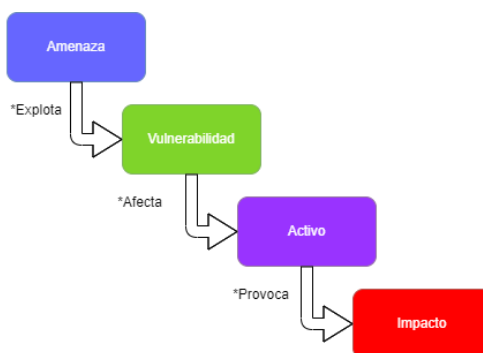 Amenaza
*Explota
Vulnerabilidad
*Afecta
Activo
*Provoca
Impacto